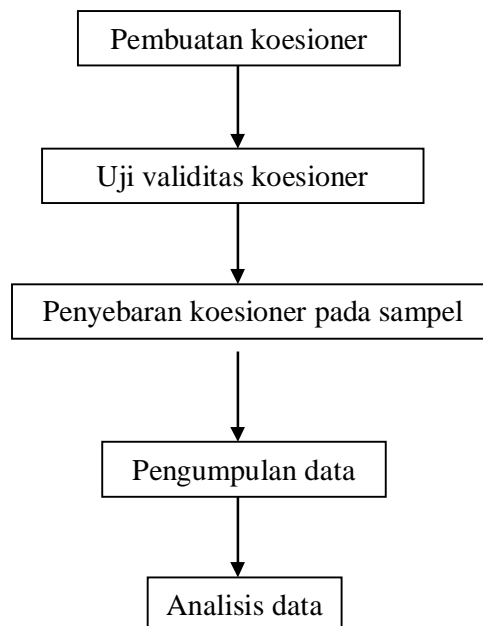 Pembuatan koesioner
Uji validitas koesioner
Penyebaran koesioner pada sampel
Pengumpulan data
Analisis data